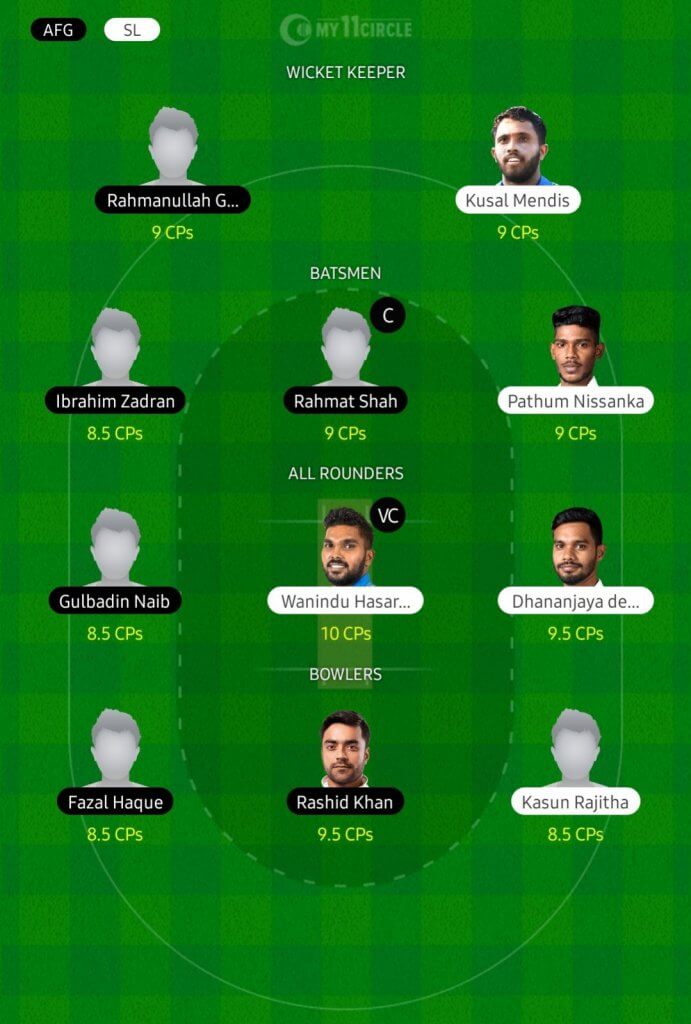 AFG SL MY11CIRCLE
WICKET KEEPER
Rahmanullah G... Kusal Mendis
9 CPs 9 CPs
BATSMEN
C
Ibrahim Zadran Rahmat Shah Pathum Nissanka
8.5 CPs 9 CPs 9 CPs
ALL ROUNDERS
VC
Gulbadin Naib Wanindu Hasar... Dhananjaya de...
8.5 CPs 10 CPs 9.5 CPs
BOWLERS
Fazal Haque Rashid Khan Kasun Rajitha
8.5 CPs 9.5 CPs 8.5 CPs